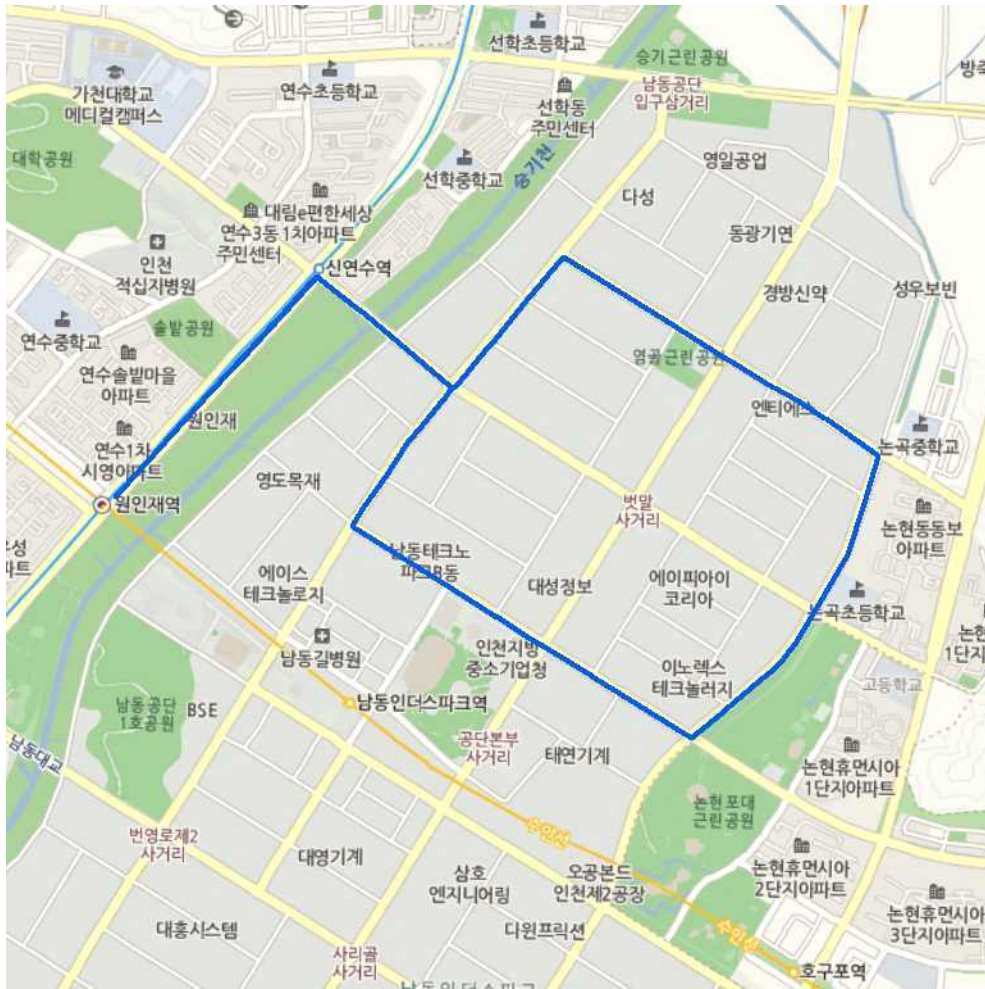 선학초등학교
승기 근린 공원
방축
가천대학교
메디컬캠퍼스
연수초등학교
남동공단
입구삼거리
선학동
주민센터
대학공원
승기천
영일공업
선학중학교
다성
대림e편한세상
연수3동 1차아파트
주민센터
동광기연
인천
적십자병원
신연수역
경방신약
성우보빈
솔밭공원
연수중학교
염골 근린 공원
연수솔밭마을
아파트
원인재
엔티에스
논곡중학교
연수1차
시영아파트
영도목재
원인재역
벗말
사거리
논현동동보
아파트
남동테크노
파크B동
에이스
테크놀로지
대성정보
에이피아이
코리아
논곡초등학교
남동길병원
인천지방
중소기업청
이노렉스
테크놀러지
논현
1단지
고등학교
남동공단
1호공원
BSE
남동인더스파크역
남동대교
공단본부
사거리
태연기계
논현휴먼시아
1단지아파트
논현포대
근린공원
수인선
번영로제2
사거리
대영기계
삼호
엔지니어링
오공본드
인천제2공장
논현휴먼시아
2단지아파트
논현휴먼시아
3단지아파트
대흥시스템
다원프릭션
수인선
사리골
사거리
호구포역
남동인더스파크